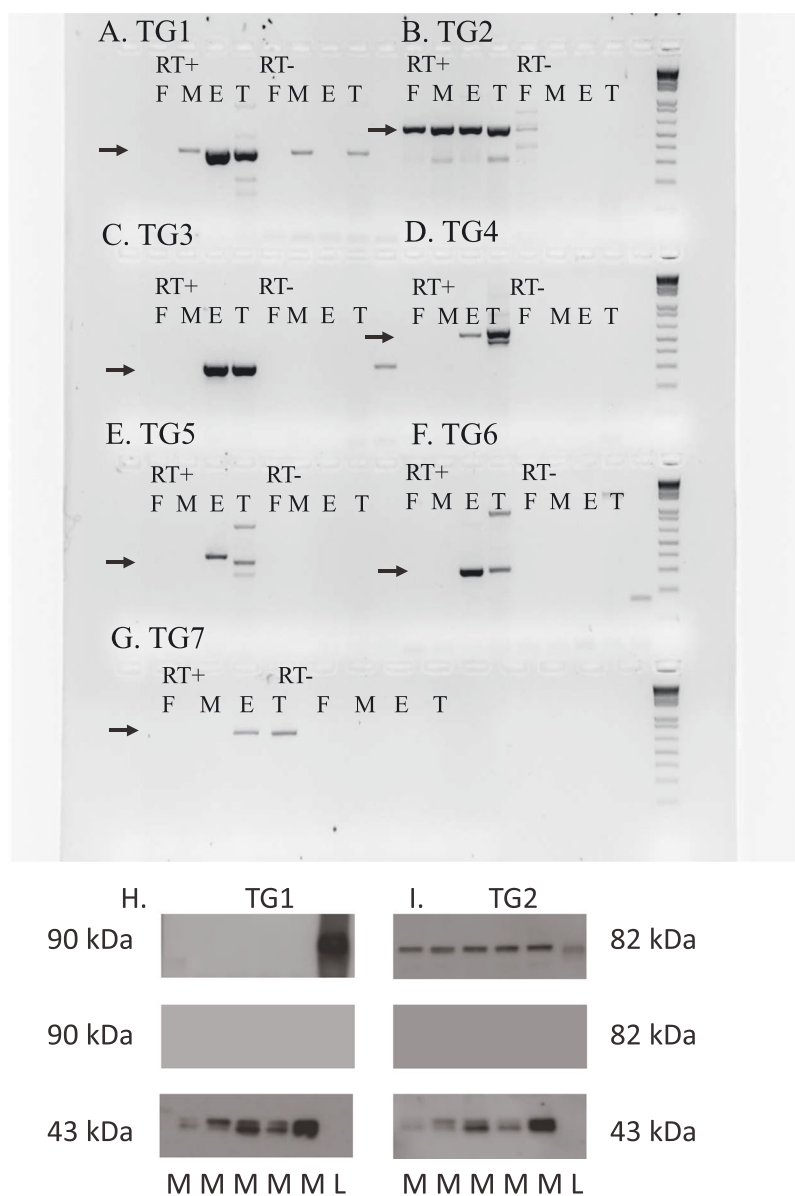 A. TG1 B. TG2
RT+ RT- RT+ RT-
F M E T F M E T F M E T F M E T
C. TG3 D. TG4
RT+ RT- RT+ RT-
F M E T F M E T F M E T F M E T
E. TG5 F. TG6
RT+ RT- RT+ RT-
F M E T F M E T F M E T F M E T
G. TG7
RT+ RT-
F M E T F M E T
H. TG1 I. TG2
90 kDa 82 kDa
90 kDa 82 kDa
43 kDa 43 kDa
M M M M M L M M M M M L